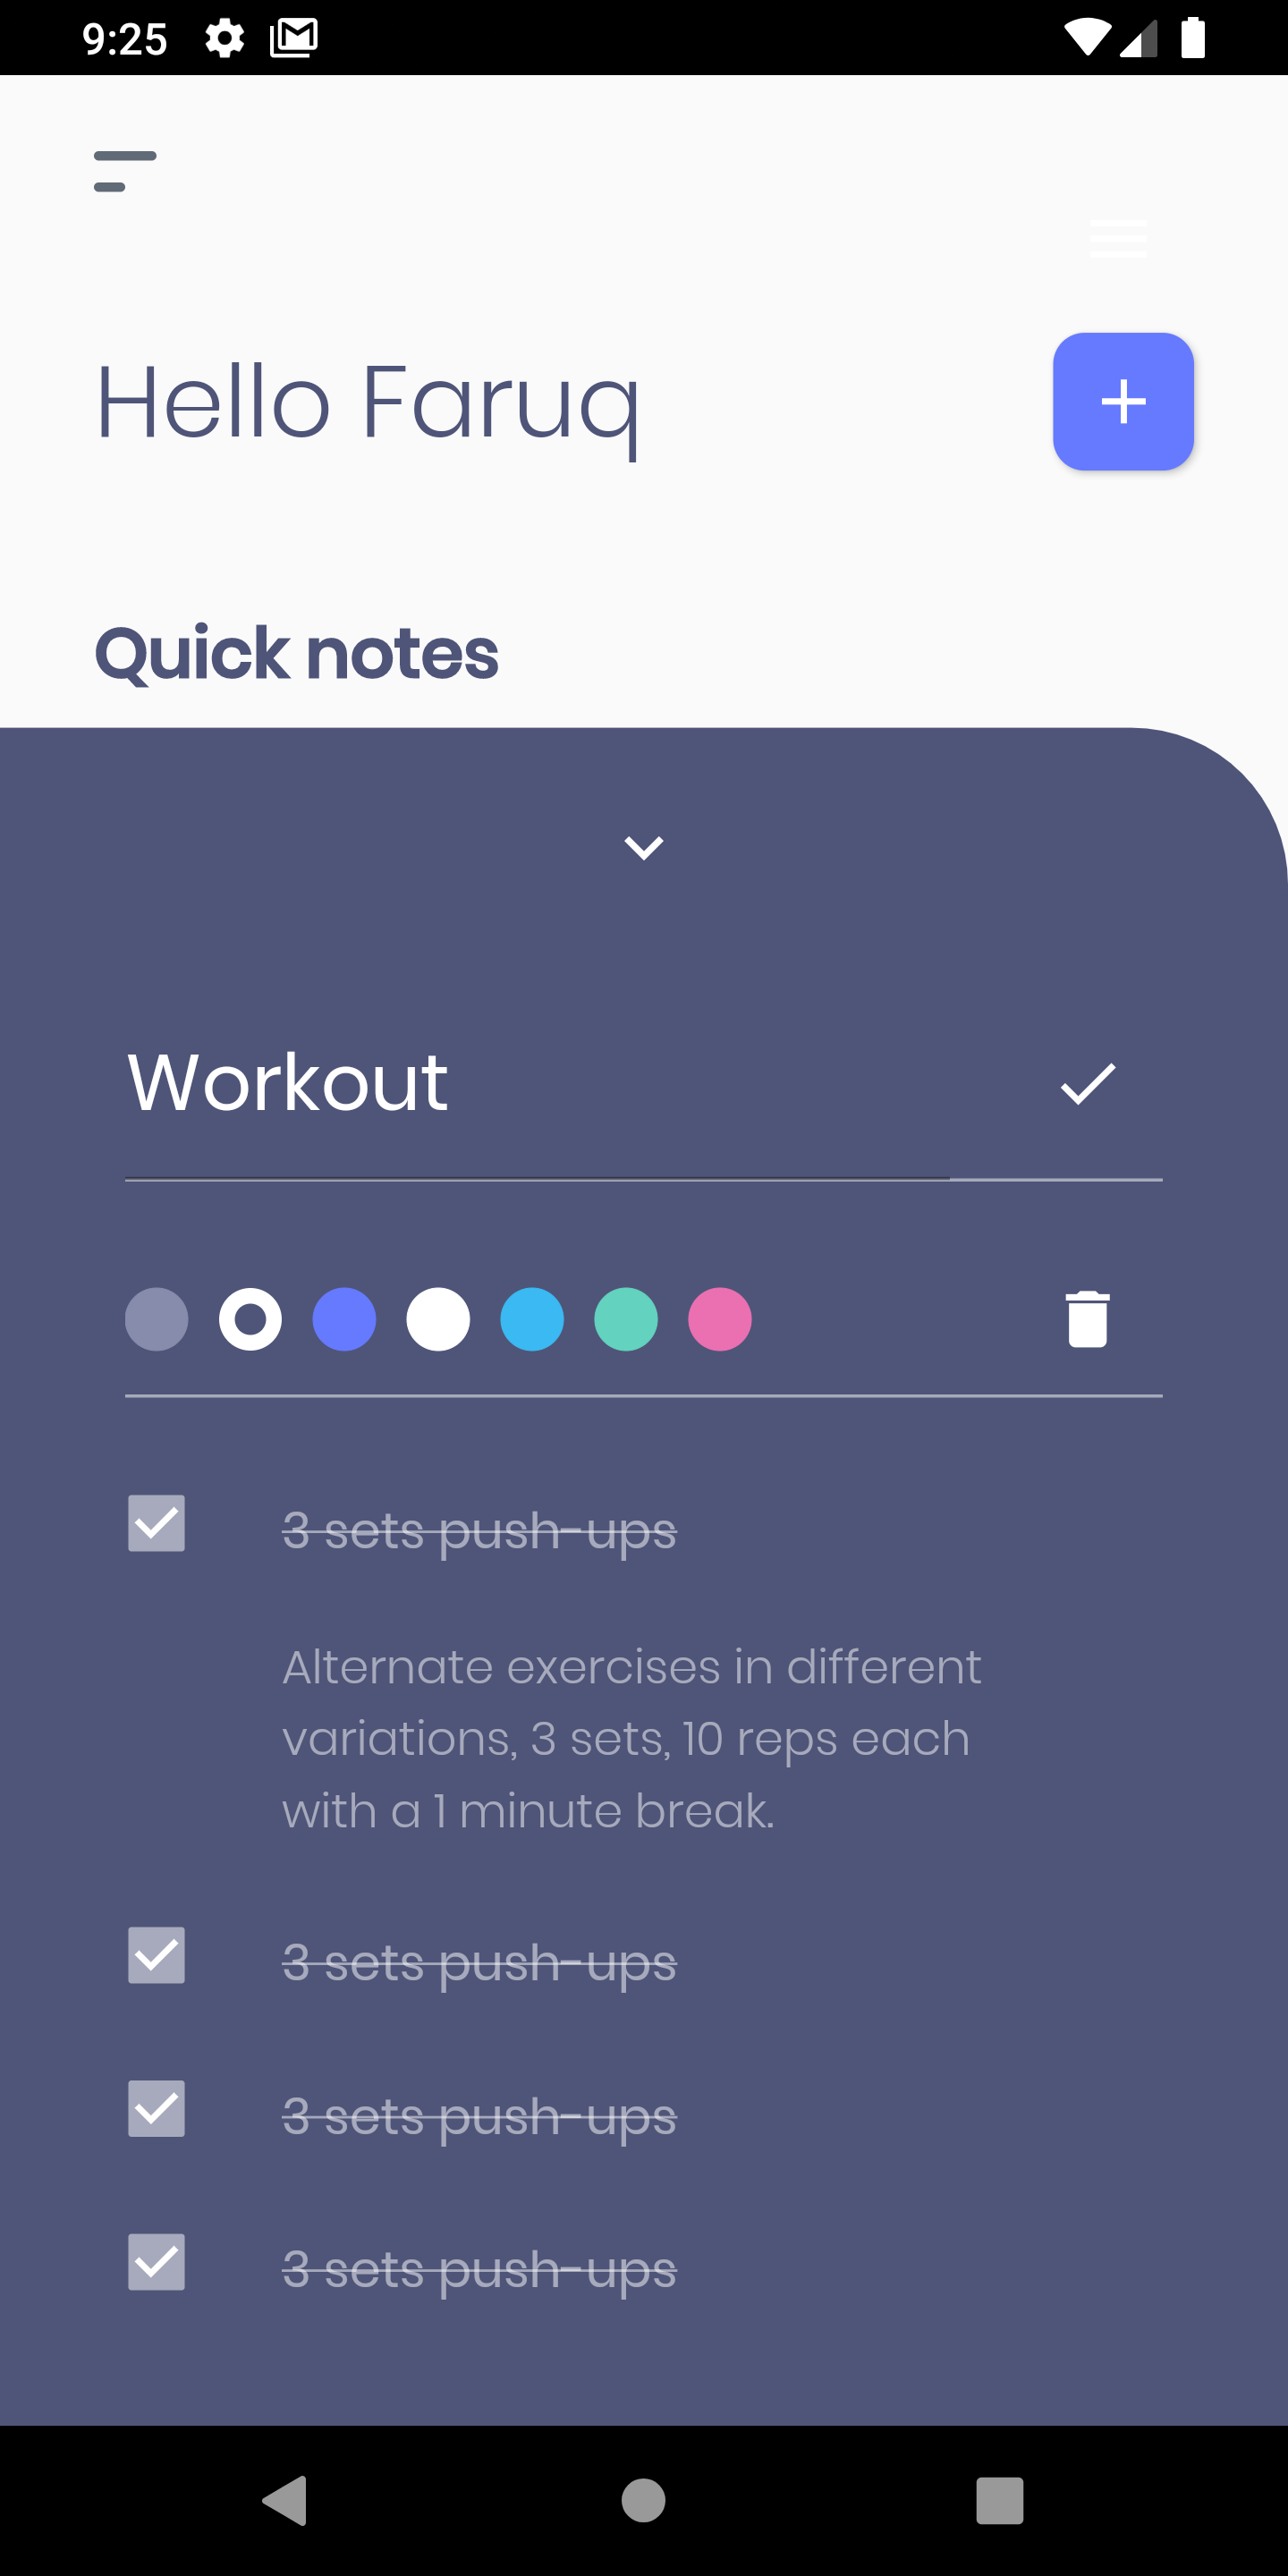 9:25
Hello Faruq
Quick notes
Workout
3 sets push-ups
Alternate exercises in different
variations, 3 sets, 10 reps each
with a 1 minute break.
3 sets push-ups
3 sets push-ups
3 sets push-ups